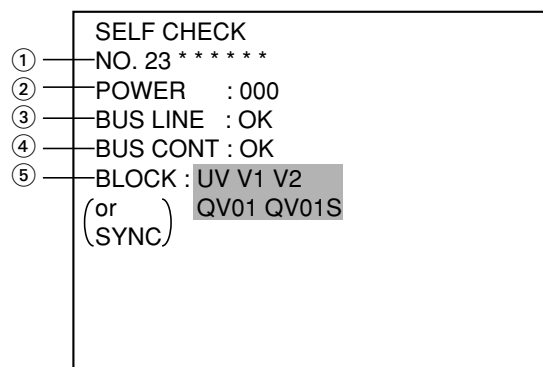 SELF CHECK
① NO. 23 * * * * * *
② POWER : 000
③ BUS LINE : OK
④ BUS CONT : OK
⑤ BLOCK : UV V1 V2
(or QV01 QV01S
SYNC)